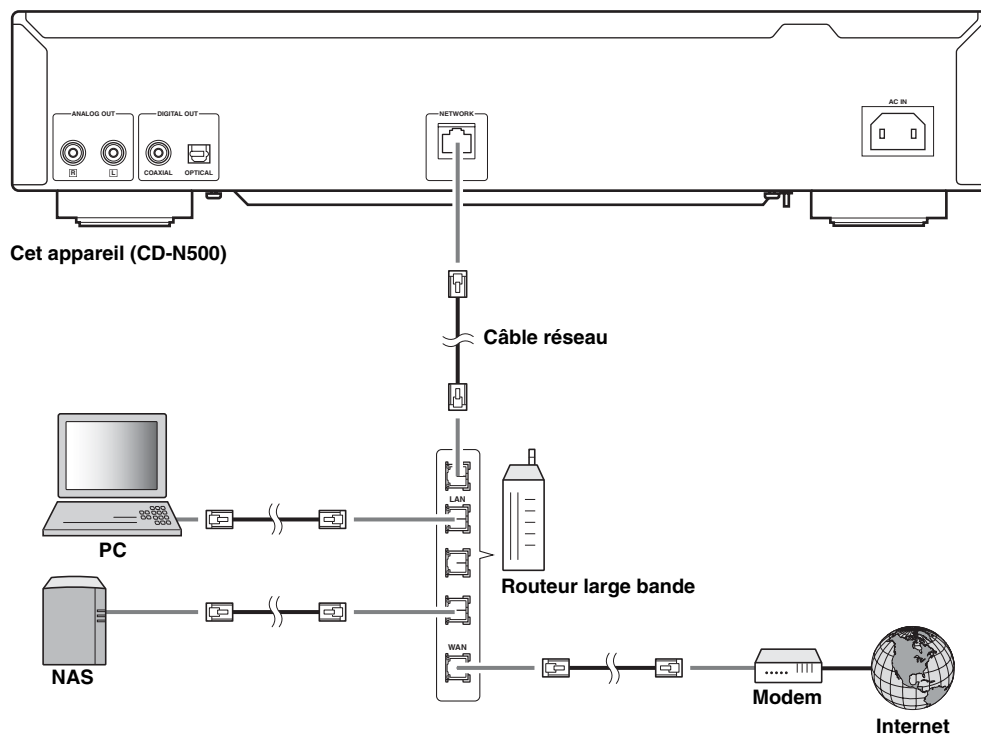 ANALOG OUT
DIGITAL OUT
NETWORK
AC IN
R
L
COAXIAL
OPTICAL
Cet appareil (CD-N500)
Câble réseau
LAN
PC
Routeur large bande
NAS
WAN
Modem
Internet